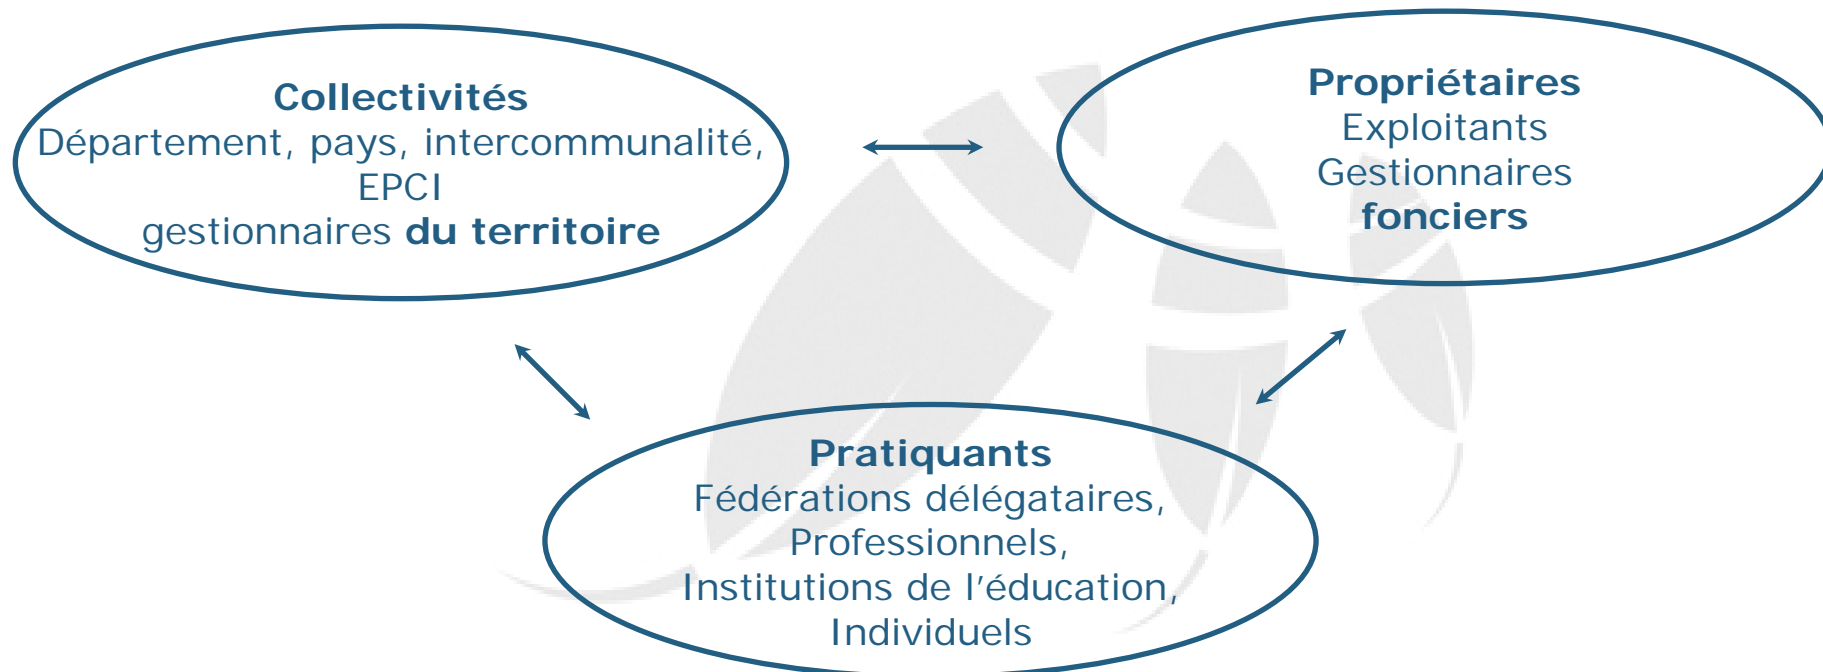 Collectivités
Département, pays, intercommunalité,
EPCI
gestionnaires du territoire
Propriétaires
Exploitants
Gestionnaires
fonciers
Pratiquants
Fédérations délégataires,
Professionnels,
Institutions de l'éducation,
Individuels